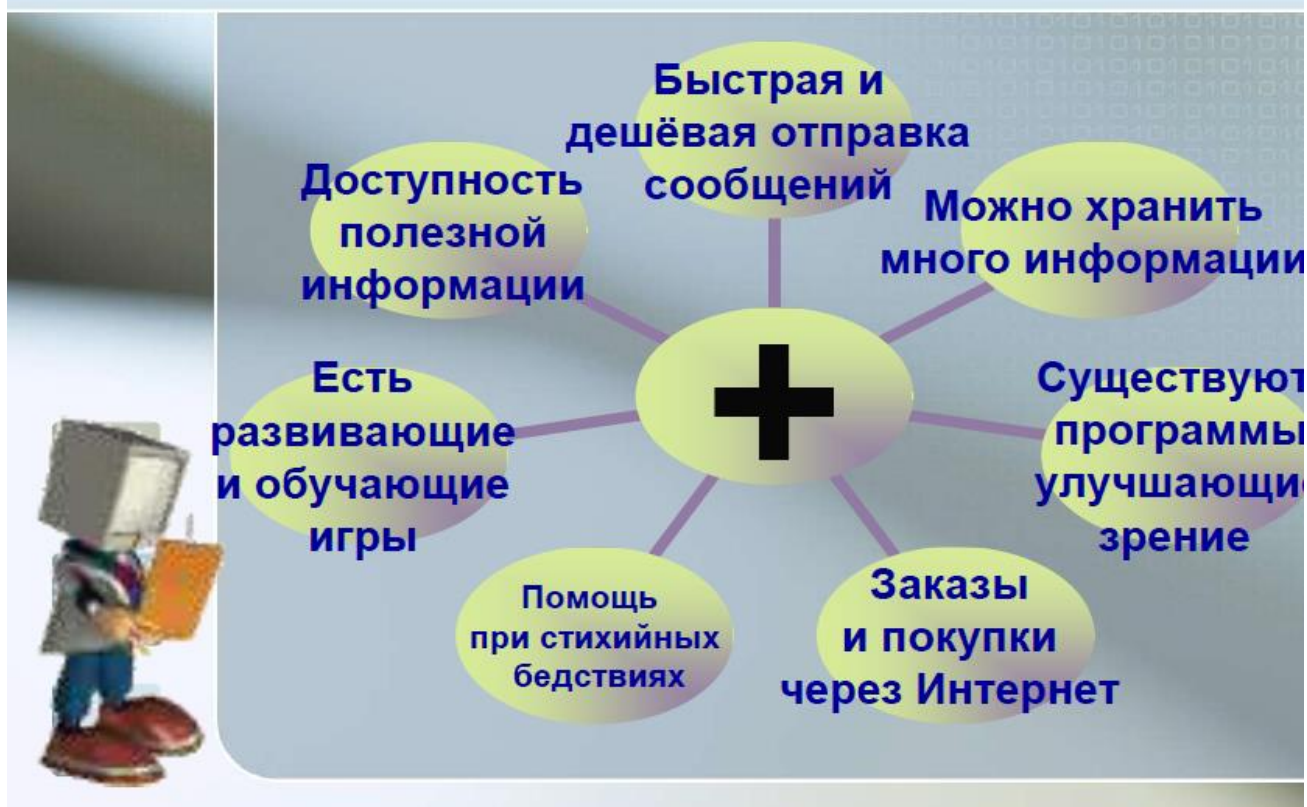 Быстрая и
дешёвая отправка
сообщений
Можно хранить
много информации
Существуют
программы
улучшающие
зрение
Заказы
и покупки
через Интернет
Помощь
при стихийных
бедствиях
Есть
развивающие
и обучающие
игры
Доступность
полезной
информации
+